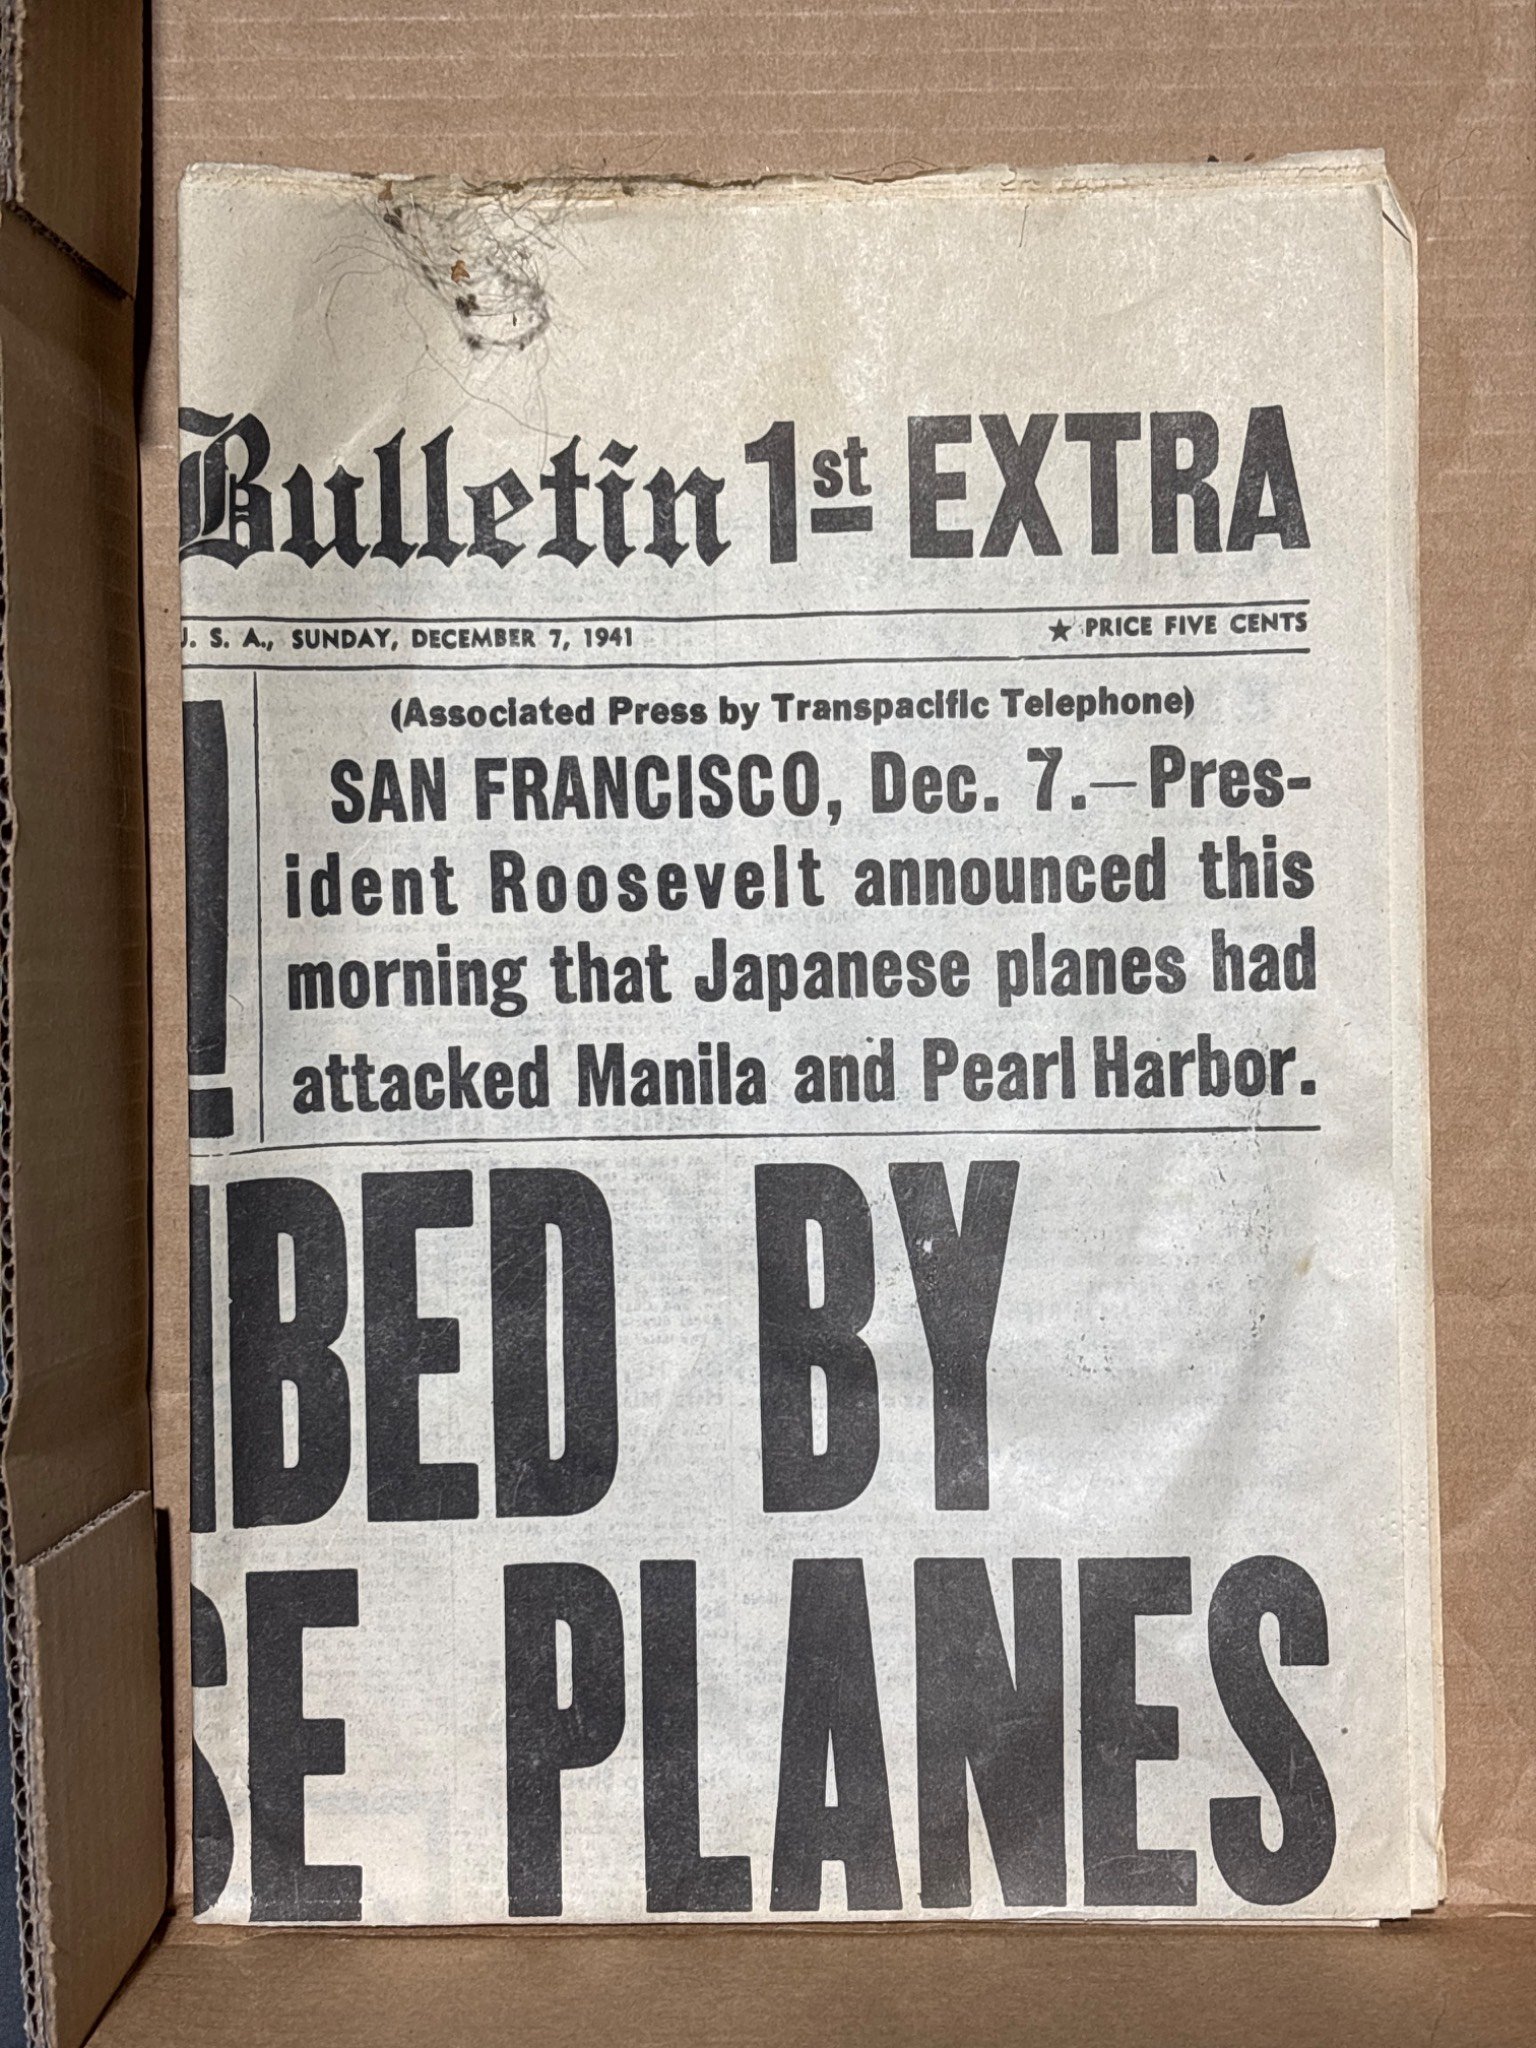 Bulletin 1st EXTRA
. S. A., SUNDAY, DECEMBER 7, 1941 ★ PRICE FIVE CENTS
!
(Associated Press by Transpacific Telephone)
SAN FRANCISCO, Dec. 7.—Pres-
ident Roosevelt announced this
morning that Japanese planes had
attacked Manila and Pearl Harbor.
BED BY
SE PLANES